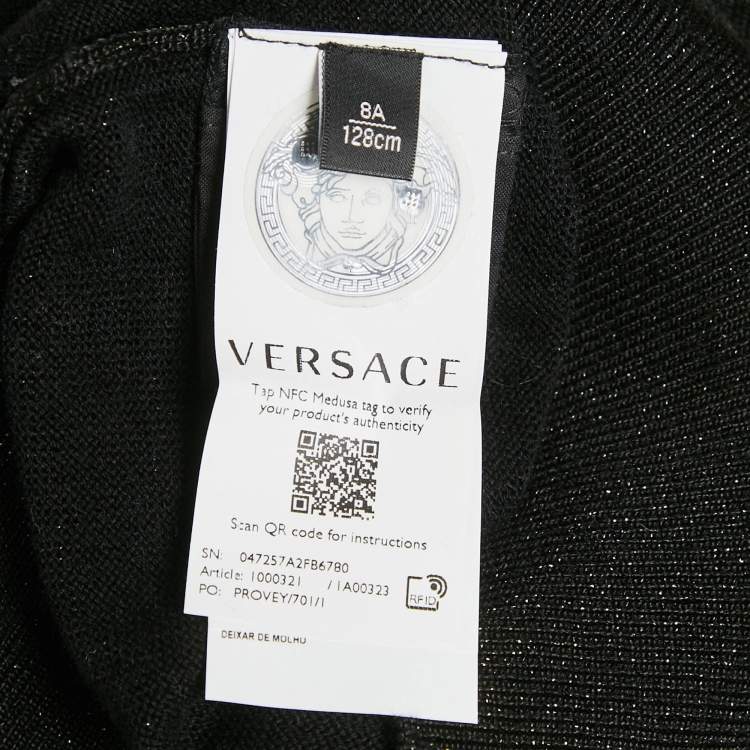 8A
128cm
VERSACE
Tap NFC Medusa tag to verify
your product's authenticity
Scan QR code for instructions
SN: 047257A2FB6780
Article: 1000321 /1A00323
PO: PROVEY/701/1
RFID
DEIXAR DE MOLHO